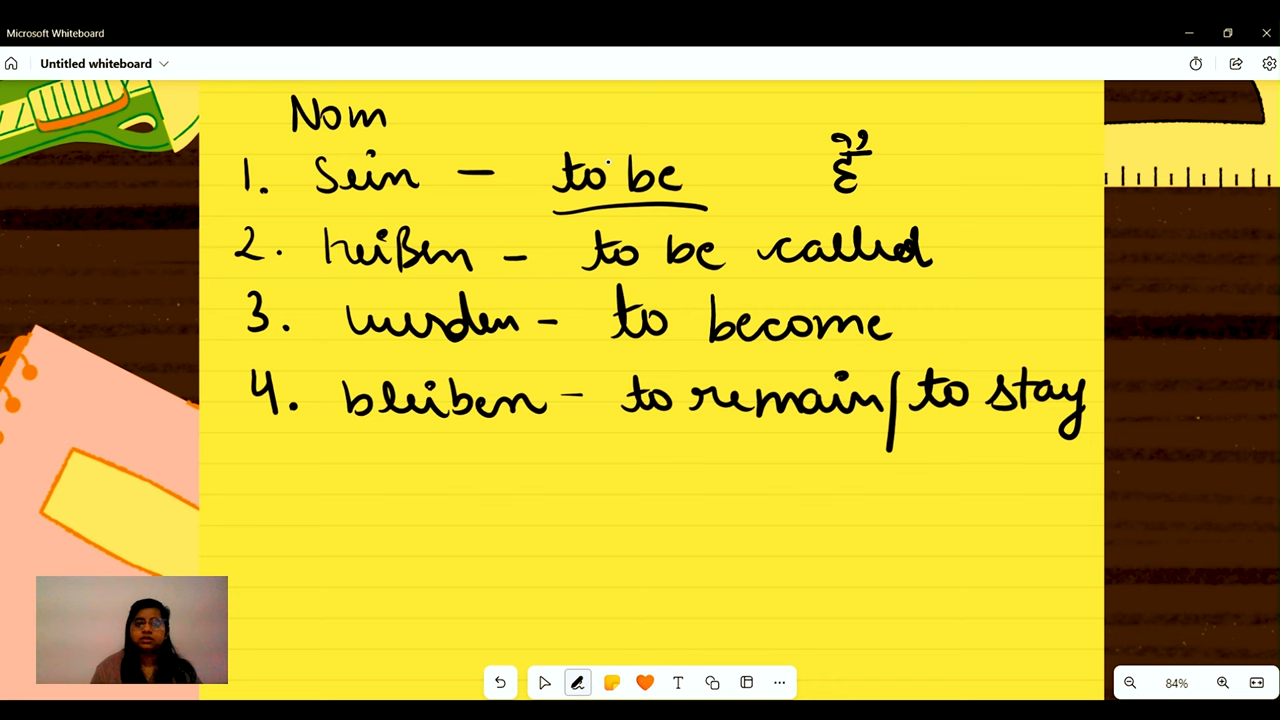 Microsoft Whiteboard
Untitled whiteboard
Nom
1. Sein - to be
2. heißen - to be called
3. werden - to become
4. bleiben - to remain/to stay
84%